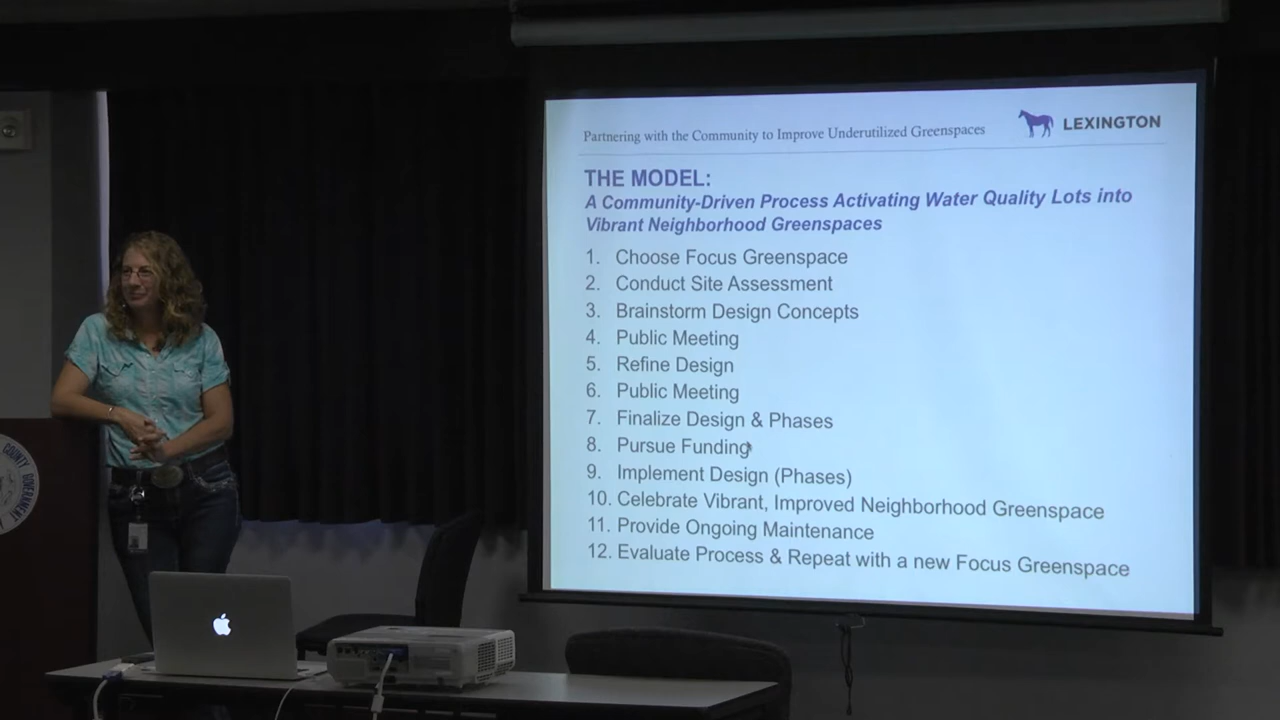 Partnering with the Community to Improve Underutilized Greenspaces
LEXINGTON
THE MODEL:
A Community-Driven Process Activating Water Quality Lots into
Vibrant Neighborhood Greenspaces
1. Choose Focus Greenspace
2. Conduct Site Assessment
3. Brainstorm Design Concepts
4. Public Meeting
5. Refine Design
6. Public Meeting
7. Finalize Design & Phases
8. Pursue Funding
9. Implement Design (Phases)
10. Celebrate Vibrant, Improved Neighborhood Greenspace
11. Provide Ongoing Maintenance
12. Evaluate Process & Repeat with a new Focus Greenspace
COUNTY GOVERNMENT